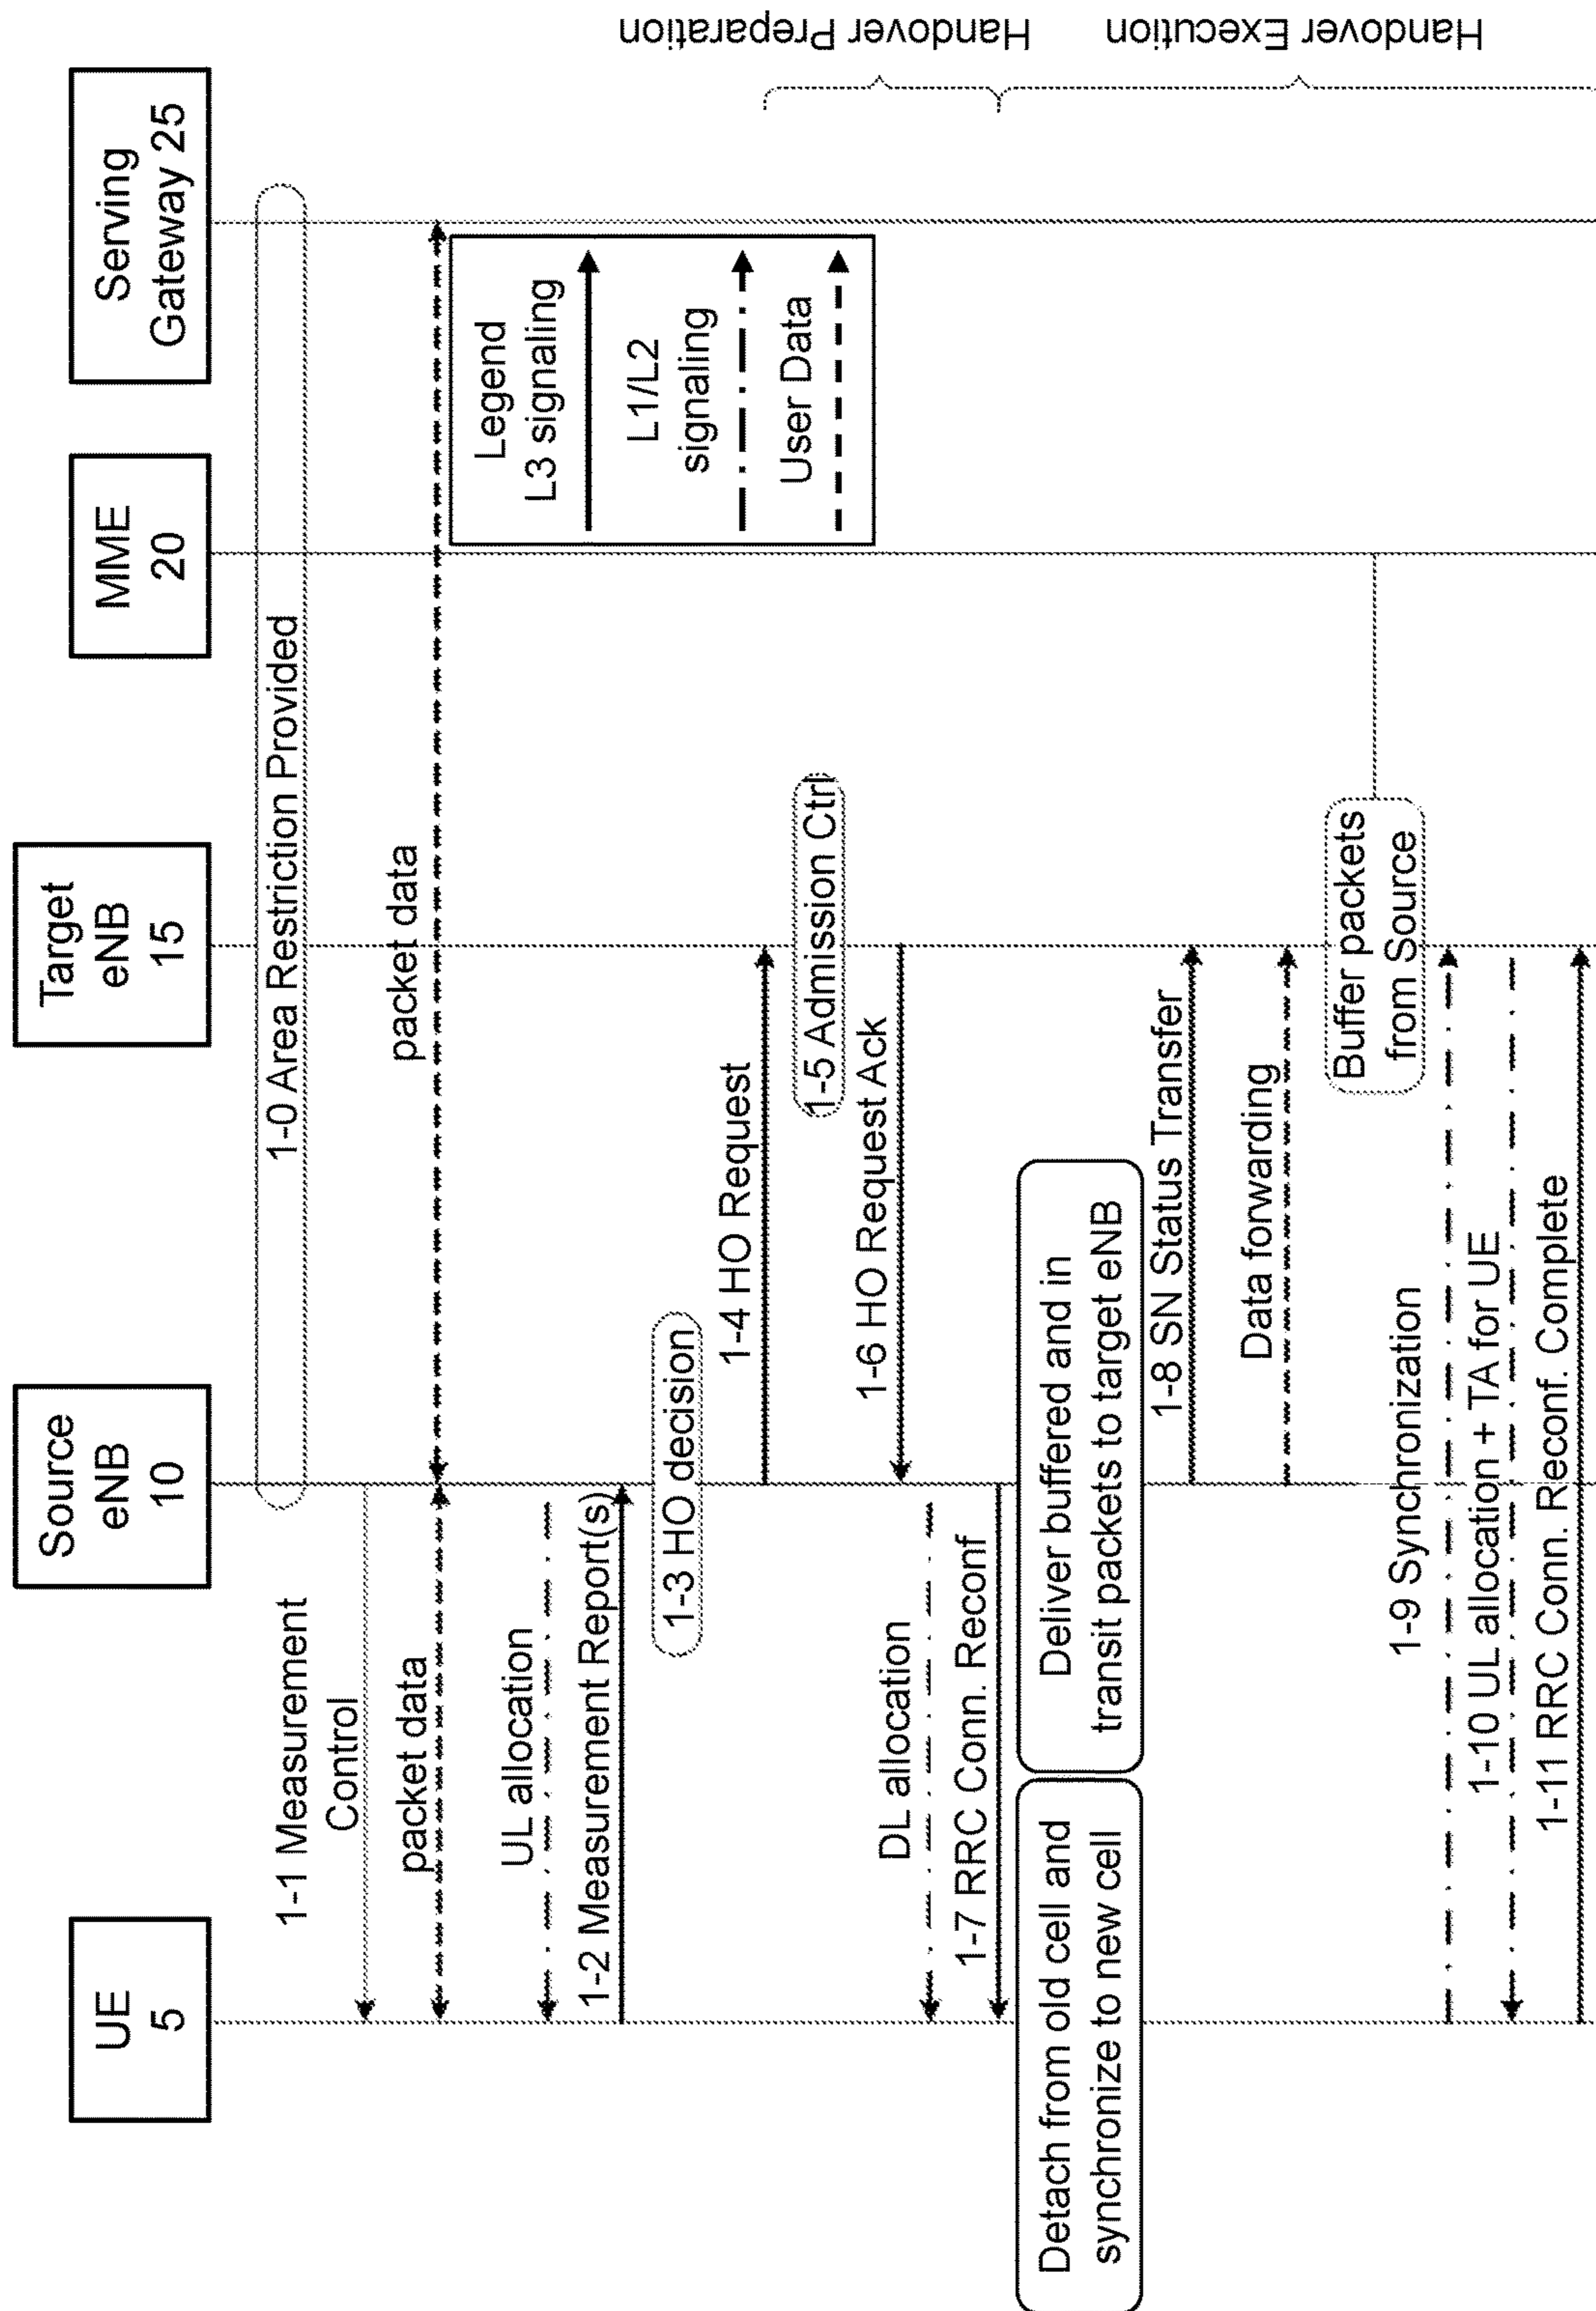 UE
5
Source
eNB
10
Target
eNB
15
MME
20
Serving
Gateway 25
1-0 Area Restriction Provided
1-1 Measurement
Control
packet data
packet data
Legend
L3 signaling
L1/L2
signaling
User Data
UL allocation
1-2 Measurement Report(s)
1-3 HO decision
1-4 HO Request
1-5 Admission Ctrl
1-6 HO Request Ack
DL allocation
1-7 RRC Conn. Reconf
Handover Preparation
Detach from old cell and
synchronize to new cell
Deliver buffered and in
transit packets to target eNB
1-8 SN Status Transfer
Data forwarding
Buffer packets
from Source
1-9 Synchronization
1-10 UL allocation + TA for UE
1-11 RRC Conn. Reconf. Complete
Handover Execution